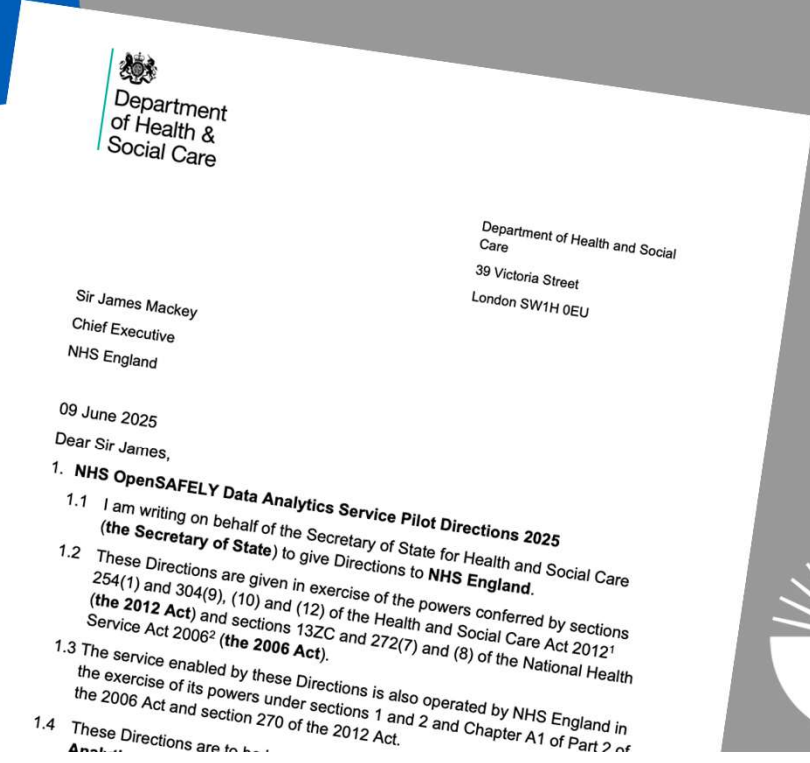 Department
of Health &
Social Care
Department of Health and Social
Care
39 Victoria Street
London SW1H 0EU
Sir James Mackey
Chief Executive
NHS England
09 June 2025
Dear Sir James,
1. NHS OpenSAFELY Data Analytics Service Pilot Directions 2025
1.1 I am writing on behalf of the Secretary of State for Health and Social Care
(the Secretary of State) to give Directions to NHS England.
1.2 These Directions are given in exercise of the powers conferred by sections
254(1) and 304(9), (10) and (12) of the Health and Social Care Act 2012¹
(the 2012 Act) and sections 13ZC and 272(7) and (8) of the National Health
Service Act 2006² (the 2006 Act).
1.3 The service enabled by these Directions is also operated by NHS England in
the exercise of its powers under sections 1 and 2 and Chapter A1 of Part 2 of
the 2006 Act and section 270 of the 2012 Act.
1.4 These Directions are to